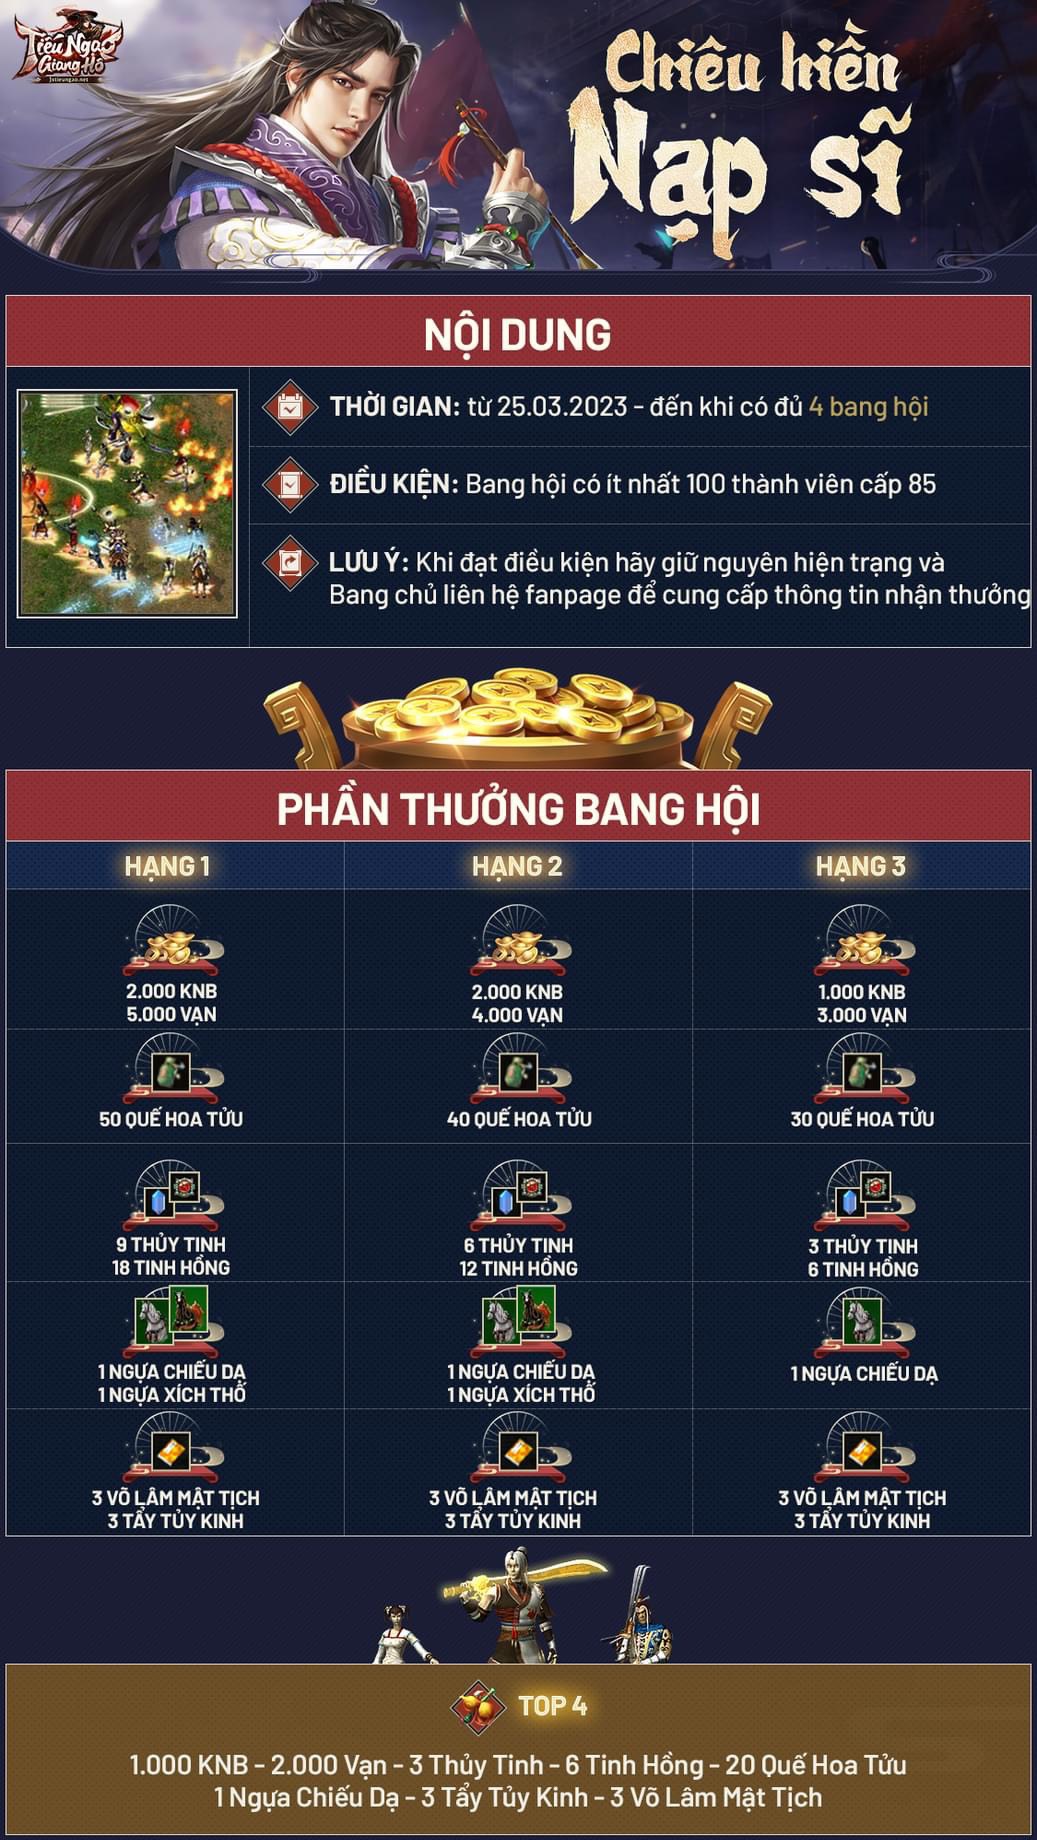 Tiếu Ngạo
Giang Hồ
Chiêu hiền
Nạp sĩ
NỘI DUNG
THỜI GIAN: từ 25.03.2023 - đến khi có đủ 4 bang hội
ĐIỀU KIỆN: Bang hội có ít nhất 100 thành viên cấp 85
LƯU Ý: Khi đạt điều kiện hãy giữ nguyên hiện trạng và
Bang chủ liên hệ fanpage để cung cấp thông tin nhận thưởng
PHẦN THƯỞNG BANG HỘI
HẠNG 1 HẠNG 2 HẠNG 3
2.000 KNB 2.000 KNB 1.000 KNB
5.000 VẠN 4.000 VẠN 3.000 VẠN
50 QUẾ HOA TỬU 40 QUẾ HOA TỬU 30 QUẾ HOA TỬU
9 THỦY TINH 6 THỦY TINH 3 THỦY TINH
18 TINH HỒNG 12 TINH HỒNG 6 TINH HỒNG
1 NGỰA CHIẾU DẠ 1 NGỰA CHIẾU DẠ 1 NGỰA CHIẾU DẠ
1 NGỰA XÍCH THỐ 1 NGỰA XÍCH THỐ
3 VÕ LÂM MẬT TỊCH 3 VÕ LÂM MẬT TỊCH 3 VÕ LÂM MẬT TỊCH
3 TẨY TỦY KINH 3 TẨY TỦY KINH 3 TẨY TỦY KINH
TOP 4
1.000 KNB - 2.000 Vạn - 3 Thủy Tinh - 6 Tinh Hồng - 20 Quế Hoa Tửu
1 Ngựa Chiếu Dạ - 3 Tẩy Tủy Kinh - 3 Võ Lâm Mật Tịch